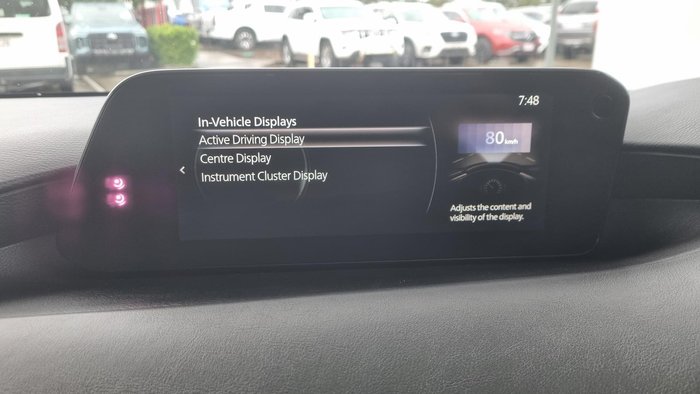 7:48
In-Vehicle Displays
Active Driving Display
Centre Display
Instrument Cluster Display
80 km/h
Adjusts the content and
visibility of the display.